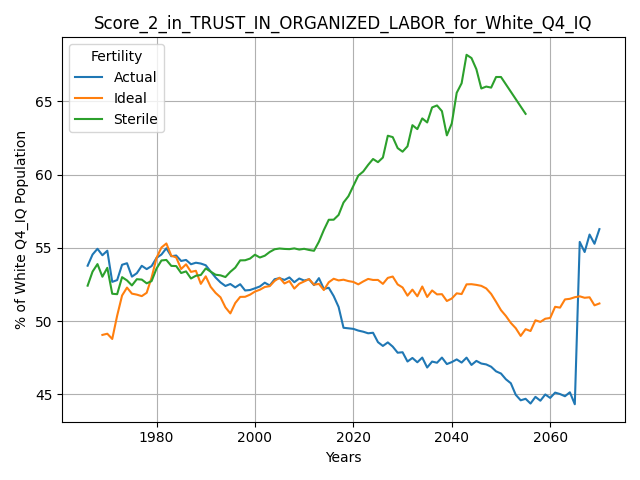 Score_2_in_TRUST_IN_ORGANIZED_LABOR_for_White_Q4_IQ
Fertility
Actual
Ideal
Sterile
% of White Q4_IQ Population
65
60
55
50
45
1980
2000
2020
2040
2060
Years